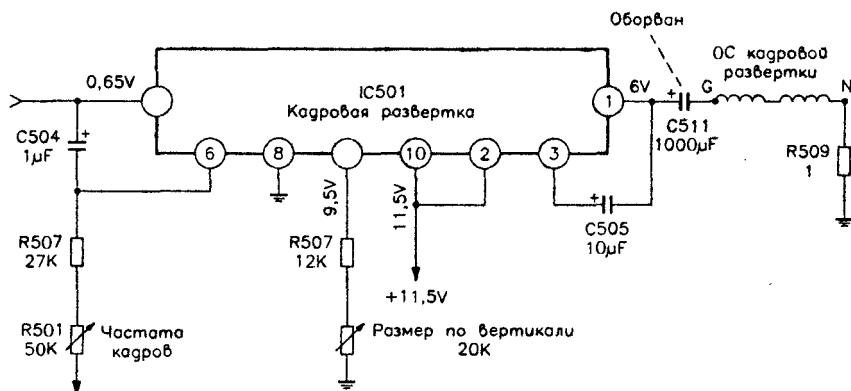 Оборван
ОС кадровой
развертки
0,65V
IC501
Кадровая развертка
1
6V
+
G
N
C511
1000µF
C504
1µF
+
6
8
10
2
3
R509
1
9,5V
11,5V
+
C505
10µF
R507
27K
R507
12K
+11,5V
R501
50K
Частата
кадров
Размер по вертикали
20K